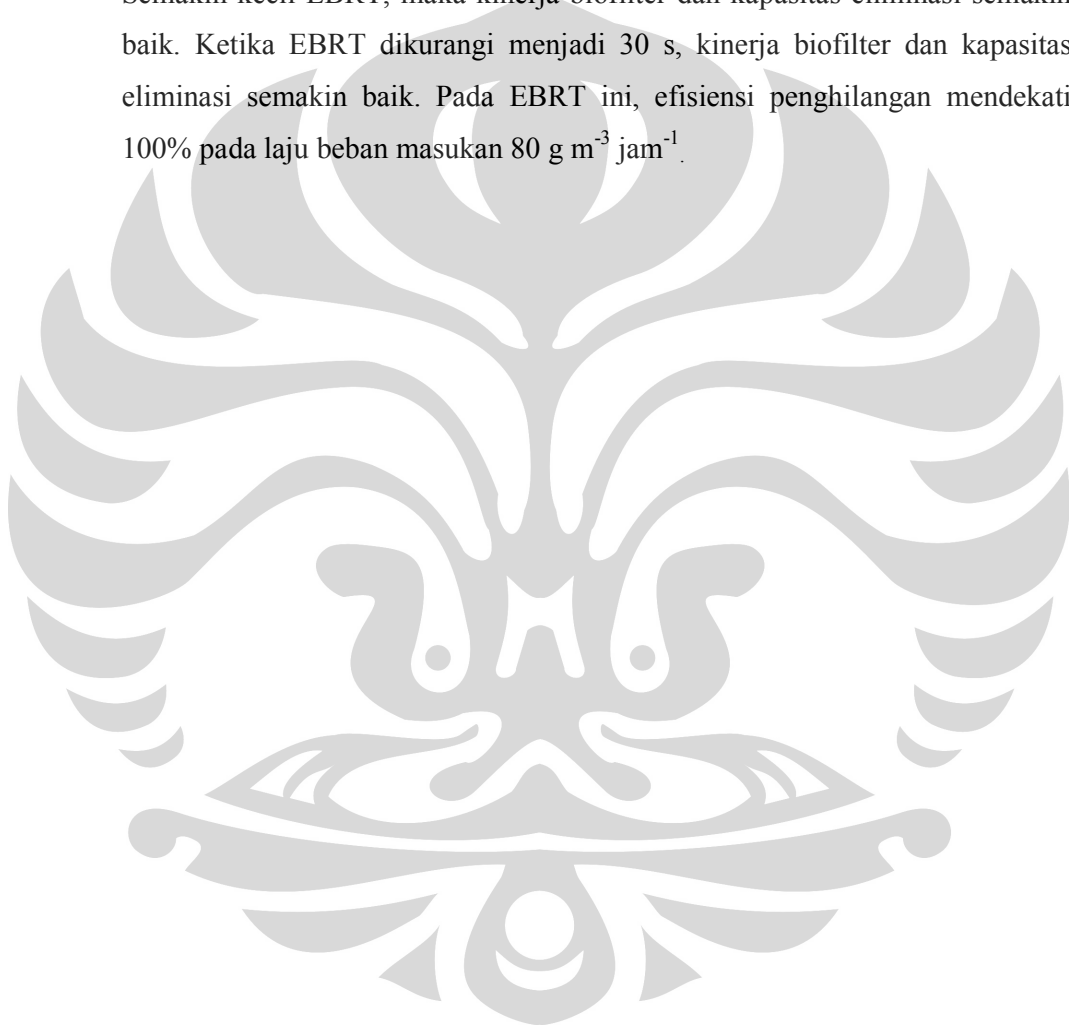 Semakin kecil EBRT, maka kinerja biofilter dan kapasitas eliminasi semakin
baik. Ketika EBRT dikurangi menjadi 30 s, kinerja biofilter dan kapasitas
eliminasi semakin baik. Pada EBRT ini, efisiensi penghilangan mendekati
100% pada laju beban masukan 80 g m⁻³ jam⁻¹.